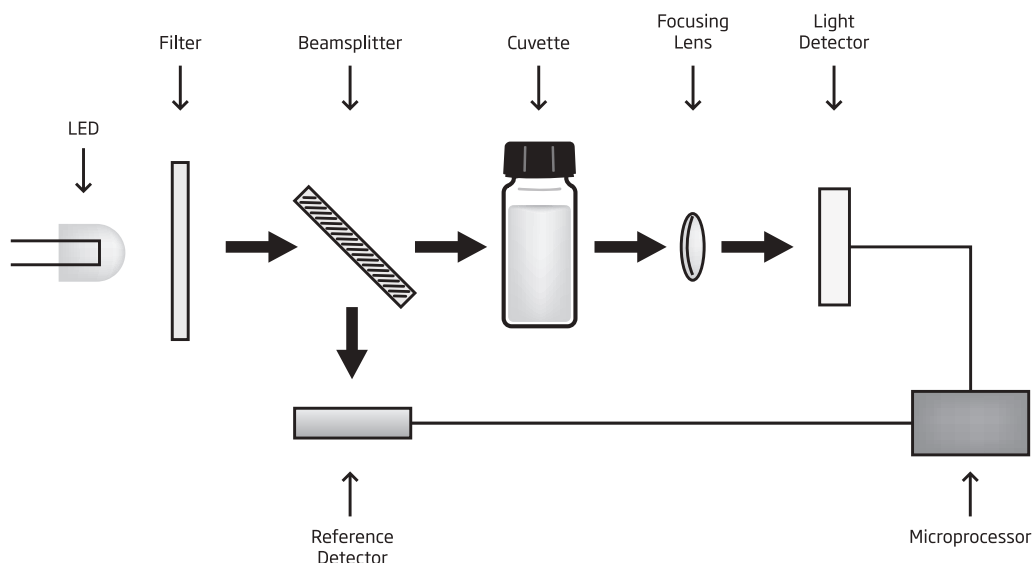 LED
Filter
Beamsplitter
Cuvette
Focusing
Lens
Light
Detector
Reference
Detector
Microprocessor